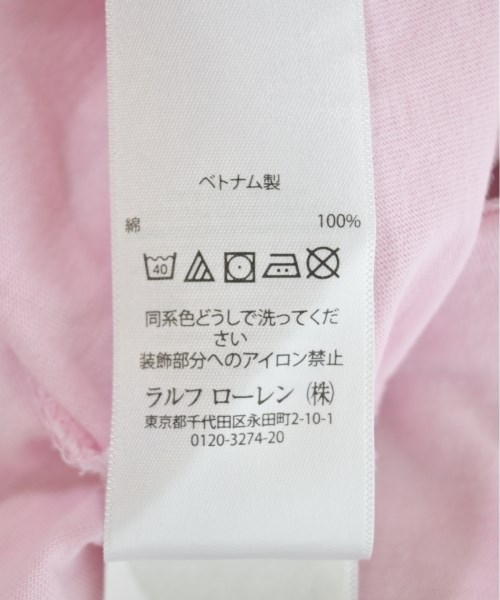 ベトナム製
綿 100%
40
同系色どうしで洗ってくだ
さい
装飾部分へのアイロン禁止
ラルフ ローレン (株)
東京都千代田区永田町2-10-1
0120-3274-20